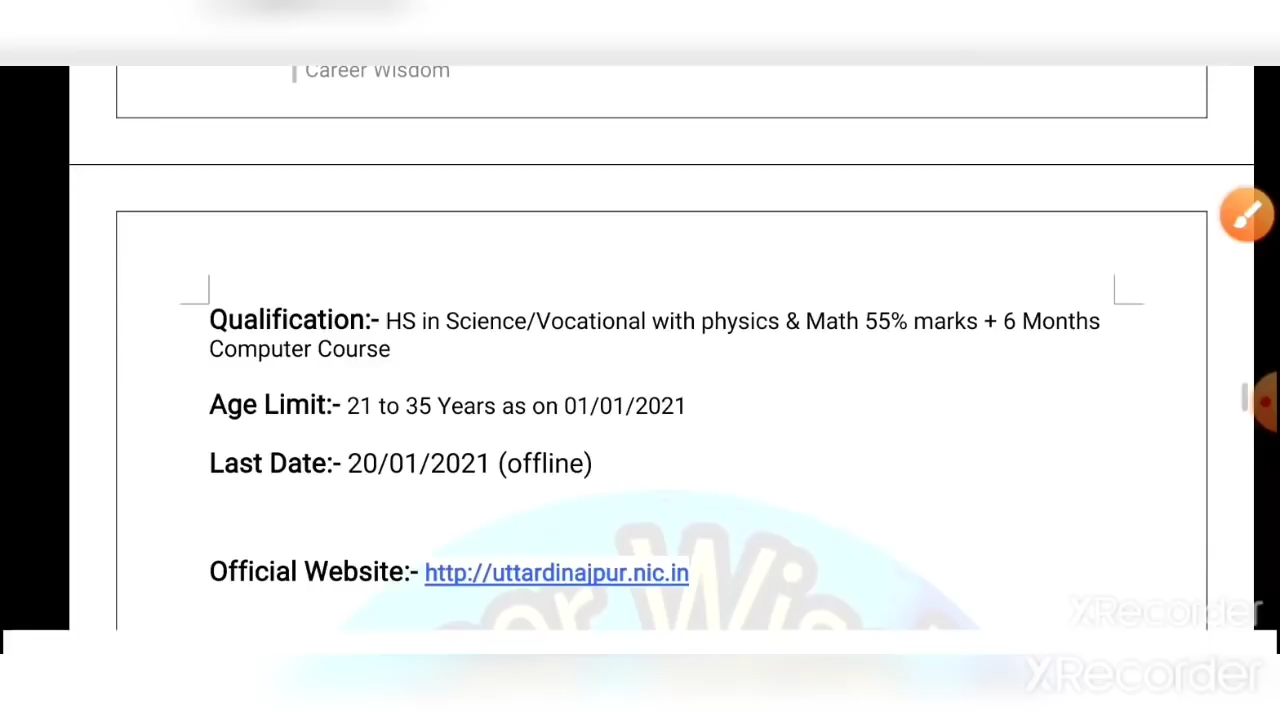 Career Wisdom
Qualification:- HS in Science/Vocational with physics & Math 55% marks + 6 Months
Computer Course
Age Limit:- 21 to 35 Years as on 01/01/2021
Last Date:- 20/01/2021 (offline)
Official Website:- http://uttardinajpur.nic.in
XRecorder
XRecorder